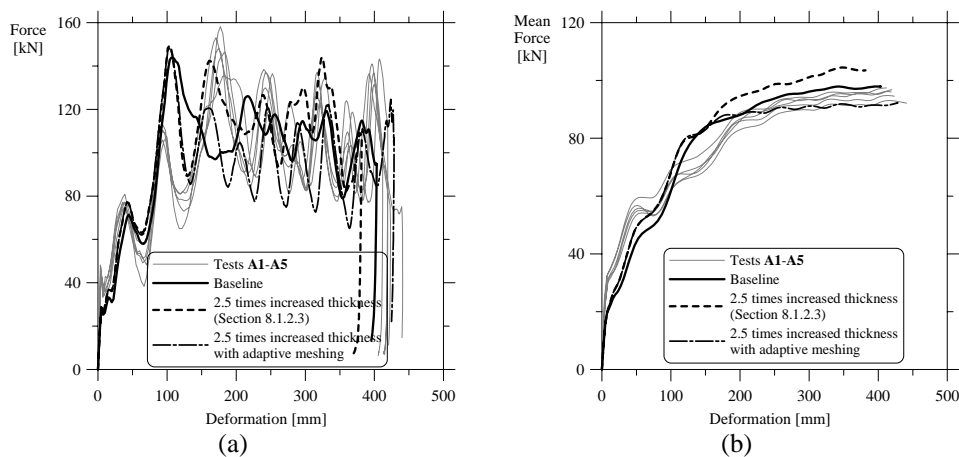 Force
[kN]
160
120
80
40
0
Tests A1-A5
Baseline
2.5 times increased thickness
(Section 8.1.2.3)
2.5 times increased thickness
with adaptive meshing
0 100 200 300 400 500
Deformation [mm]
(a)
Mean
Force
[kN]
120
80
40
0
Tests A1-A5
Baseline
2.5 times increased thickness
(Section 8.1.2.3)
2.5 times increased thickness
with adaptive meshing
0 100 200 300 400 500
Deformation [mm]
(b)